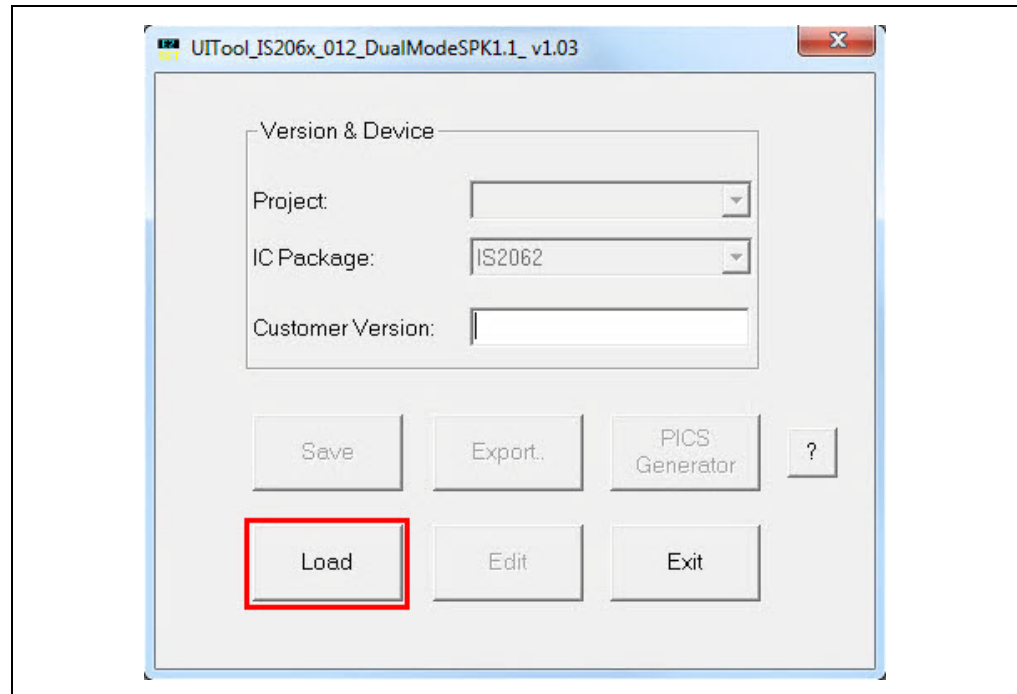 UITool_IS206x_012_DualModeSPK1.1_ v1.03
Version & Device
Project:
IC Package: IS2062
Customer Version:
Save Export.. PICS Generator ?
Load Edit Exit